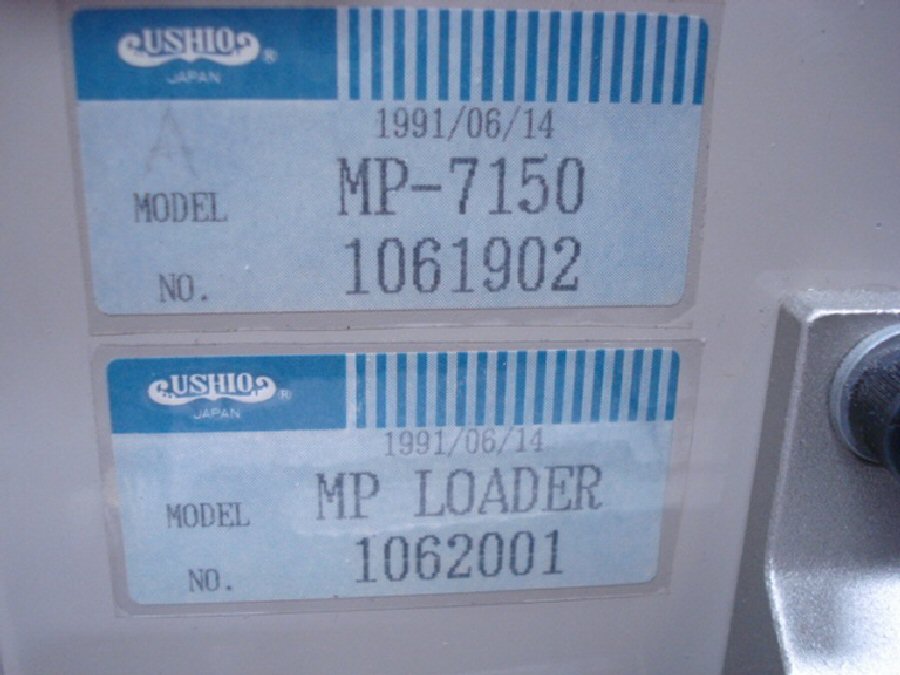 USHIO ®
JAPAN
A
1991/06/14
MODEL MP-7150
NO. 1061902
USHIO ®
JAPAN
1991/06/14
MODEL MP LOADER
NO. 1062001